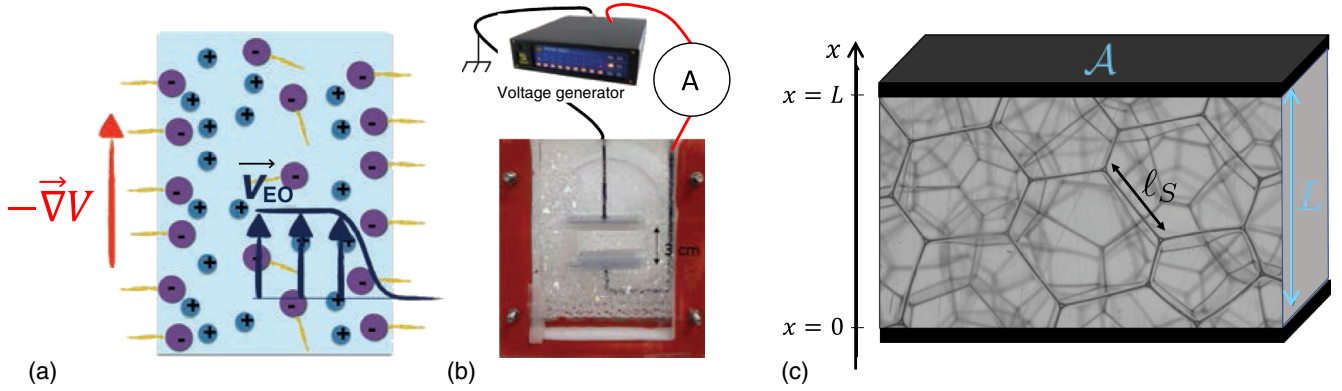 −∇⃗V
V⃗EO
- - - - - - - - - - - - - - -
+ + + + + + + + + + + + + + + +
(a)
Voltage generator
A
3 cm
(b)
x
x = L
x = 0
𝒜
ℓS
L
(c)